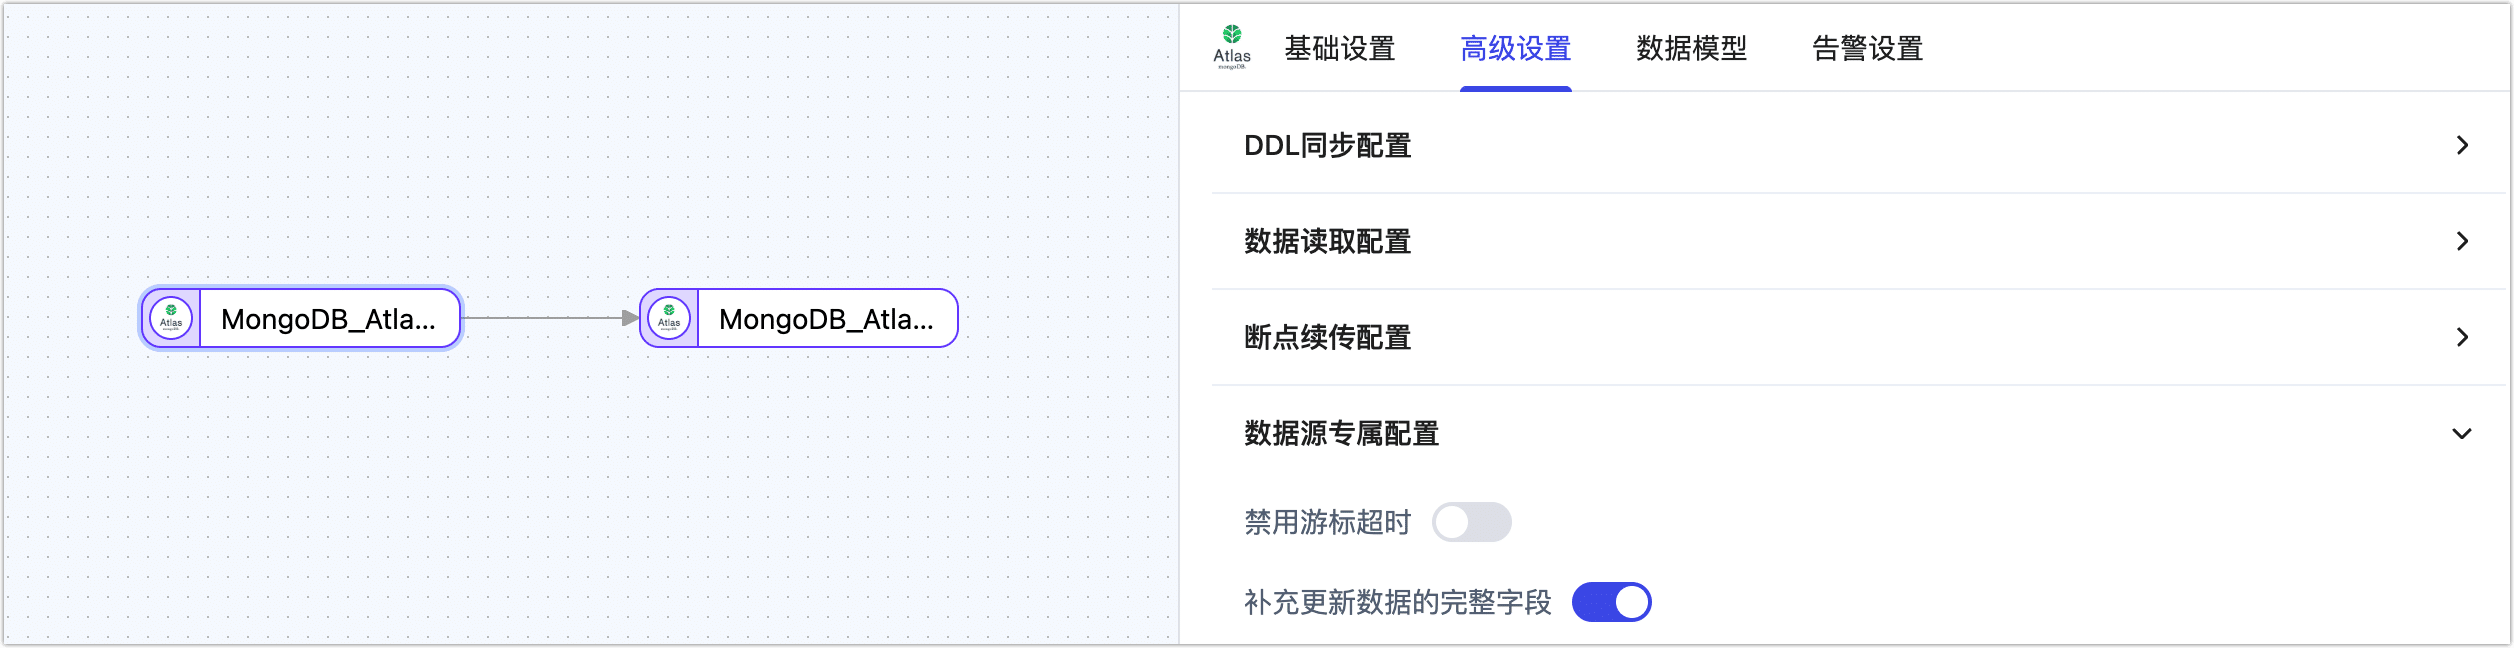 Atlas
mongoDB.
基础设置
高级设置
数据模型
告警设置
DDL同步配置
数据读取配置
断点续传配置
数据源专属配置
禁用游标超时
补充更新数据的完整字段
Atlas
MongoDB_Atla...
Atlas
MongoDB_Atla...